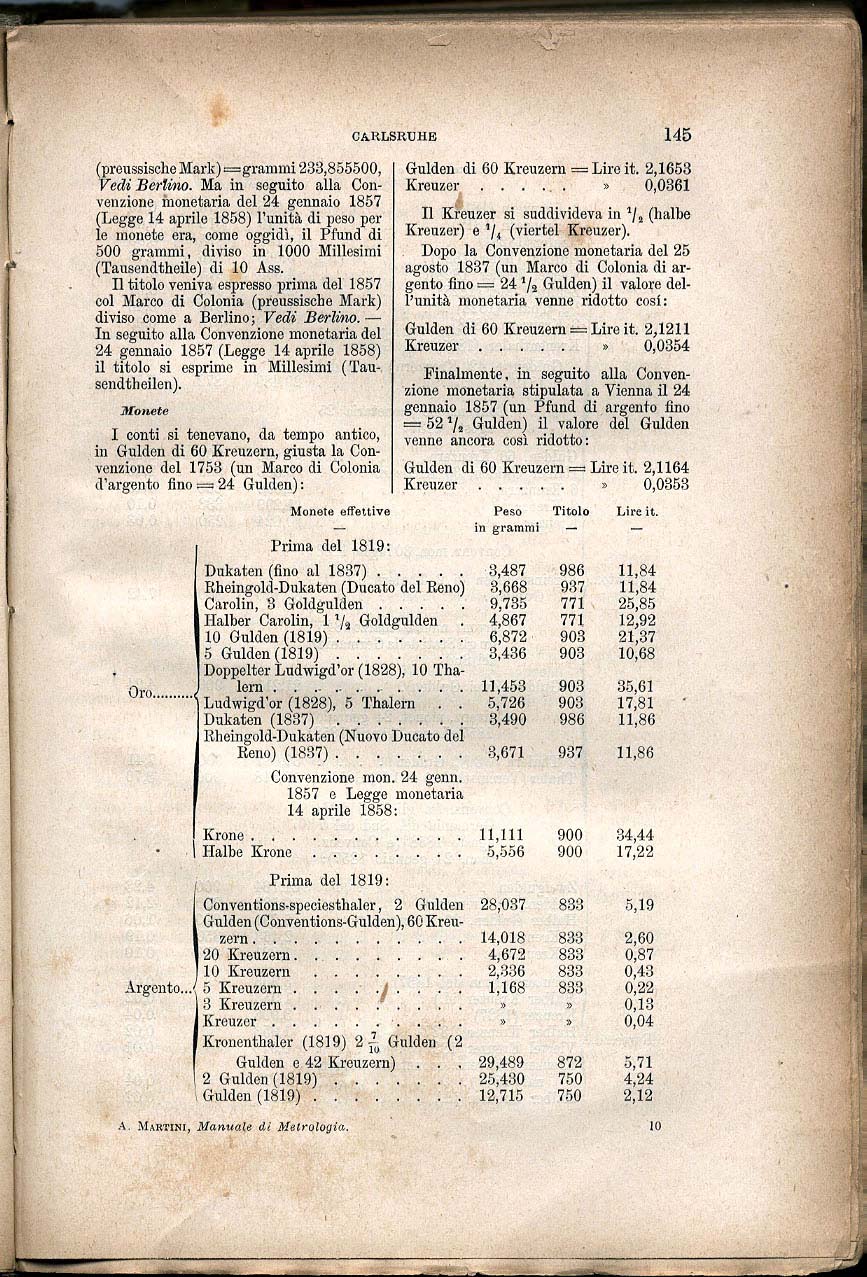 CARLSRUHE 145
(preussische Mark) = grammi 233,855500,
Vedi Berlino. Ma in seguito alla Con-
venzione monetaria del 24 gennaio 1857
(Legge 14 aprile 1858) l'unità di peso per
le monete era, come oggidì, il Pfund di
500 grammi, diviso in 1000 Millesimi
(Tausendtheile) di 10 Ass.
Il titolo veniva espresso prima del 1857
col Marco di Colonia (preussische Mark)
diviso come a Berlino; Vedi Berlino. —
In seguito alla Convenzione monetaria del
24 gennaio 1857 (Legge 14 aprile 1858)
il titolo si esprime in Millesimi (Tau-
sendtheilen).
Monete
I conti si tenevano, da tempo antico,
in Gulden di 60 Kreuzern, giusta la Con-
venzione del 1753 (un Marco di Colonia
d'argento fino = 24 Gulden):
Gulden di 60 Kreuzern = Lire it. 2,1653
Kreuzer . . . . . » 0,0361
Il Kreuzer si suddivideva in 1/2 (halbe
Kreuzer) e 1/4 (viertel Kreuzer).
Dopo la Convenzione monetaria del 25
agosto 1837 (un Marco di Colonia di ar-
gento fino = 24 1/2 Gulden) il valore del-
l'unità monetaria venne ridotto così:
Gulden di 60 Kreuzern = Lire it. 2,1211
Kreuzer . . . . . » 0,0354
Finalmente, in seguito alla Conven-
zione monetaria stipulata a Vienna il 24
gennaio 1857 (un Pfund di argento fino
= 52 1/2 Gulden) il valore del Gulden
venne ancora così ridotto:
Gulden di 60 Kreuzern = Lire it. 2,1164
Kreuzer . . . . . » 0,0353
Monete effettive Peso Titolo Lire it.
— in grammi — —
Prima del 1819:
Dukaten (fino al 1837) . . . . . 3,487 986 11,84
Rheingold-Dukaten (Ducato del Reno) 3,668 937 11,84
Carolin, 3 Goldgulden . . . . . 9,735 771 25,85
Halber Carolin, 1 1/2 Goldgulden . 4,867 771 12,92
10 Gulden (1819) . . . . . . . 6,872 903 21,37
5 Gulden (1819) . . . . . . . 3,436 903 10,68
Doppelter Ludwigd'or (1828), 10 Tha-
Oro.......... lern . . . . . . . . . . 11,453 903 35,61
Ludwigd'or (1828), 5 Thalern . . 5,726 903 17,81
Dukaten (1837) . . . . . . . 3,490 986 11,86
Rheingold-Dukaten (Nuovo Ducato del
Reno) (1837) . . . . . . . 3,671 937 11,86
Convenzione mon. 24 genn.
1857 e Legge monetaria
14 aprile 1858:
Krone . . . . . . . . . . . 11,111 900 34,44
Halbe Krone . . . . . . . . 5,556 900 17,22
Prima del 1819:
Conventions-speciesthaler, 2 Gulden 28,037 833 5,19
Gulden (Conventions-Gulden), 60 Kreu-
zern . . . . . . . . . . . 14,018 833 2,60
20 Kreuzern . . . . . . . . . 4,672 833 0,87
10 Kreuzern . . . . . . . . 2,336 833 0,43
Argento... 5 Kreuzern . . . . . . . . . 1,168 833 0,22
3 Kreuzern . . . . . . . . . » » 0,13
Kreuzer . . . . . . . . . . » » 0,04
Kronenthaler (1819) 2 7/10 Gulden (2
Gulden e 42 Kreuzern) . . . 29,489 872 5,71
2 Gulden (1819) . . . . . . . 25,430 750 4,24
Gulden (1819) . . . . . . . . 12,715 750 2,12
A. MARTINI, Manuale di Metrologia. 10